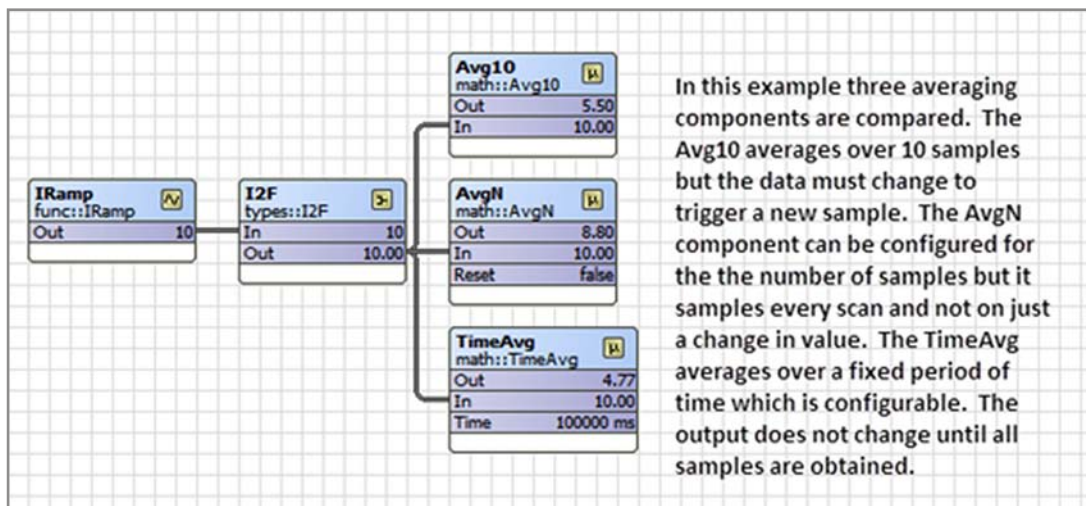 Avg10
math::Avg10
Out 5.50
In 10.00
IRamp
func::IRamp
Out 10
I2F
types::I2F
In 10
Out 10.00
AvgN
math::AvgN
Out 8.80
In 10.00
Reset false
TimeAvg
math::TimeAvg
Out 4.77
In 10.00
Time 100000 ms
In this example three averaging
components are compared. The
Avg10 averages over 10 samples
but the data must change to
trigger a new sample. The AvgN
component can be configured for
the the number of samples but it
samples every scan and not on just
a change in value. The TimeAvg
averages over a fixed period of
time which is configurable. The
output does not change until all
samples are obtained.